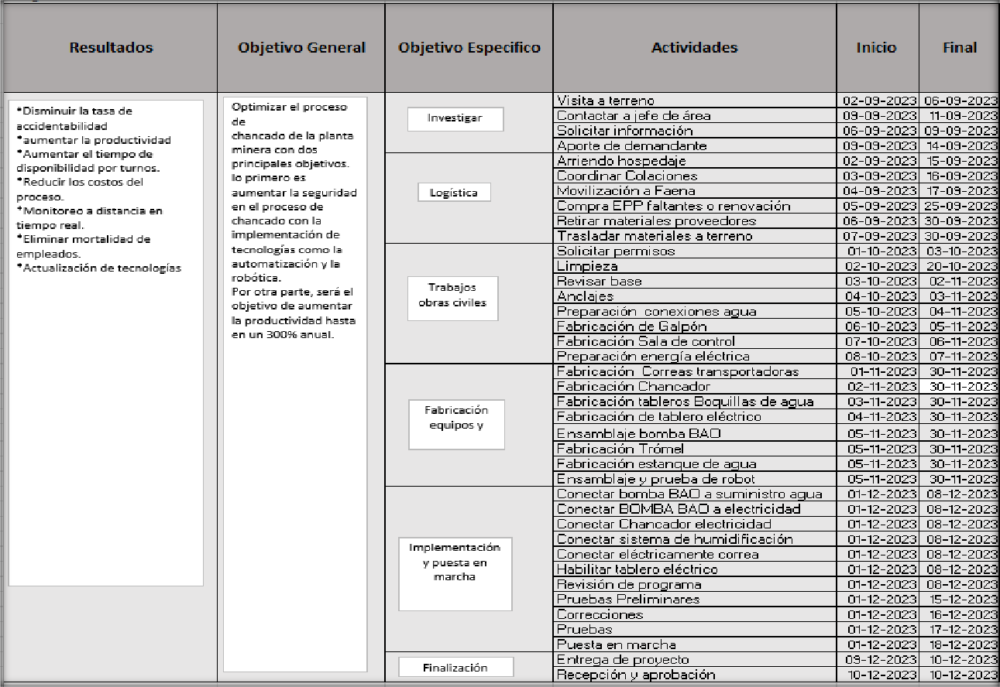 Resultados Objetivo General Objetivo Especifico Actividades Inicio Final
*Disminuir la tasa de
accidentabilidad
*aumentar la productividad
*Aumentar el tiempo de
disponibilidad por turnos.
*Reducir los costos del
proceso.
*Monitoreo a distancia en
tiempo real.
*Eliminar mortalidad de
empleados.
*Actualización de tecnologías
Optimizar el proceso
de
chancado de la planta
minera con dos
principales objetivos.
lo primero es
aumentar la seguridad
en el proceso de
chancado con la
implementación de
tecnologías como la
automatización y la
robótica.
Por otra parte, será el
objetivo de aumentar
la productividad hasta
en un 300% anual.
Investigar
Visita a terreno 02-09-2023 06-09-2023
Contactar a jefe de área 09-09-2023 11-09-2023
Solicitar información 06-09-2023 09-09-2023
Aporte de demandante 09-09-2023 14-09-2023
Logística
Arriendo hospedaje 02-09-2023 15-09-2023
Coordinar Colaciones 03-09-2023 16-09-2023
Movilización a Faena 04-09-2023 17-09-2023
Compra EPP faltantes o renovación 05-09-2023 25-09-2023
Retirar materiales proveedores 06-09-2023 30-09-2023
Trasladar materiales a terreno 07-09-2023 30-09-2023
Trabajos
obras civiles
Solicitar permisos 01-10-2023 03-10-2023
Limpieza 02-10-2023 20-10-2023
Revisar base 03-10-2023 02-11-2023
Anclajes 04-10-2023 03-11-2023
Preparación conexiones agua 05-10-2023 04-11-2023
Fabricación de Galpón 06-10-2023 05-11-2023
Fabricación Sala de control 07-10-2023 06-11-2023
Preparación energía eléctrica 08-10-2023 07-11-2023
Fabricación
equipos y
Fabricación Correas transportadoras 01-11-2023 30-11-2023
Fabricación Chancador 02-11-2023 30-11-2023
Fabricación tableros Boquillas de agua 03-11-2023 30-11-2023
Fabricación de tablero eléctrico 04-11-2023 30-11-2023
Ensamblaje bomba BAO 05-11-2023 30-11-2023
Fabricación Trómel 05-11-2023 30-11-2023
Fabricación estanque de agua 05-11-2023 30-11-2023
Ensamblaje y prueba de robot 05-11-2023 30-11-2023
Implementación
y puesta en
marcha
Conectar bomba BAO a suministro agua 01-12-2023 08-12-2023
Conectar BOMBA BAO a electricidad 01-12-2023 08-12-2023
Conectar Chancador electricidad 01-12-2023 08-12-2023
Conectar sistema de humidificación 01-12-2023 08-12-2023
Conectar eléctricamente correa 01-12-2023 08-12-2023
Habilitar tablero eléctrico 01-12-2023 08-12-2023
Revisión de programa 01-12-2023 08-12-2023
Pruebas Preliminares 01-12-2023 15-12-2023
Correcciones 01-12-2023 16-12-2023
Pruebas 01-12-2023 17-12-2023
Puesta en marcha 01-12-2023 18-12-2023
Finalización
Entrega de proyecto 09-12-2023 10-12-2023
Recepción y aprobación 10-12-2023 10-12-2023